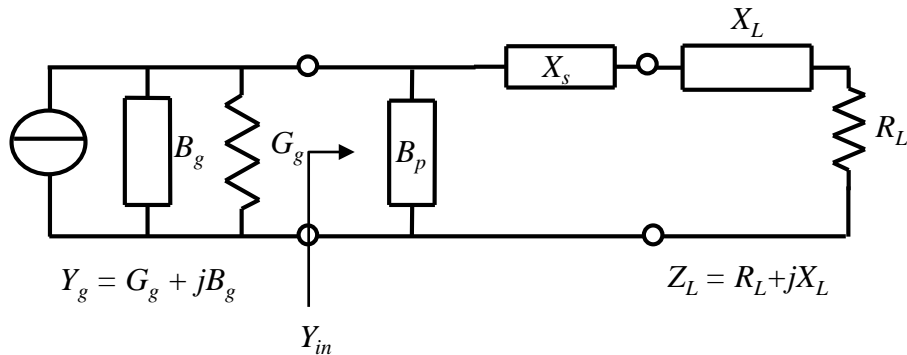 X_L
X_s
R_L
B_g
G_g
B_p
Y_g = G_g + jB_g
Z_L = R_L+jX_L
Y_in